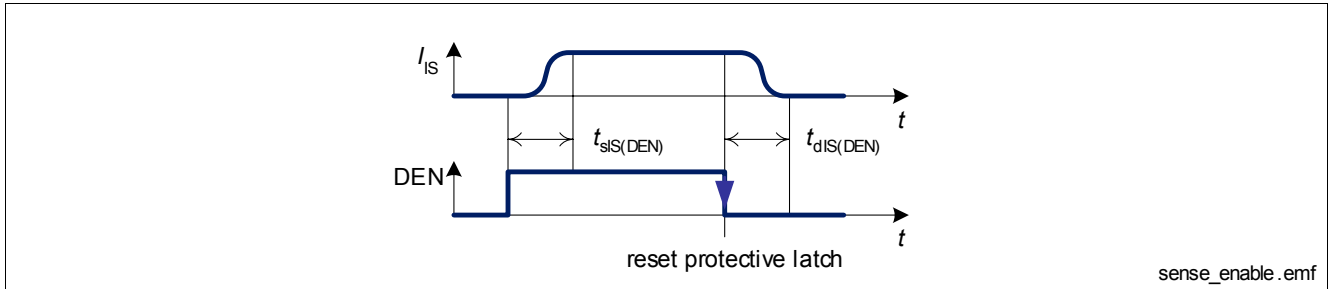 I_IS
t
t_sIS(DEN)
t_dIS(DEN)
DEN
t
reset protective latch
sense_enable.emf